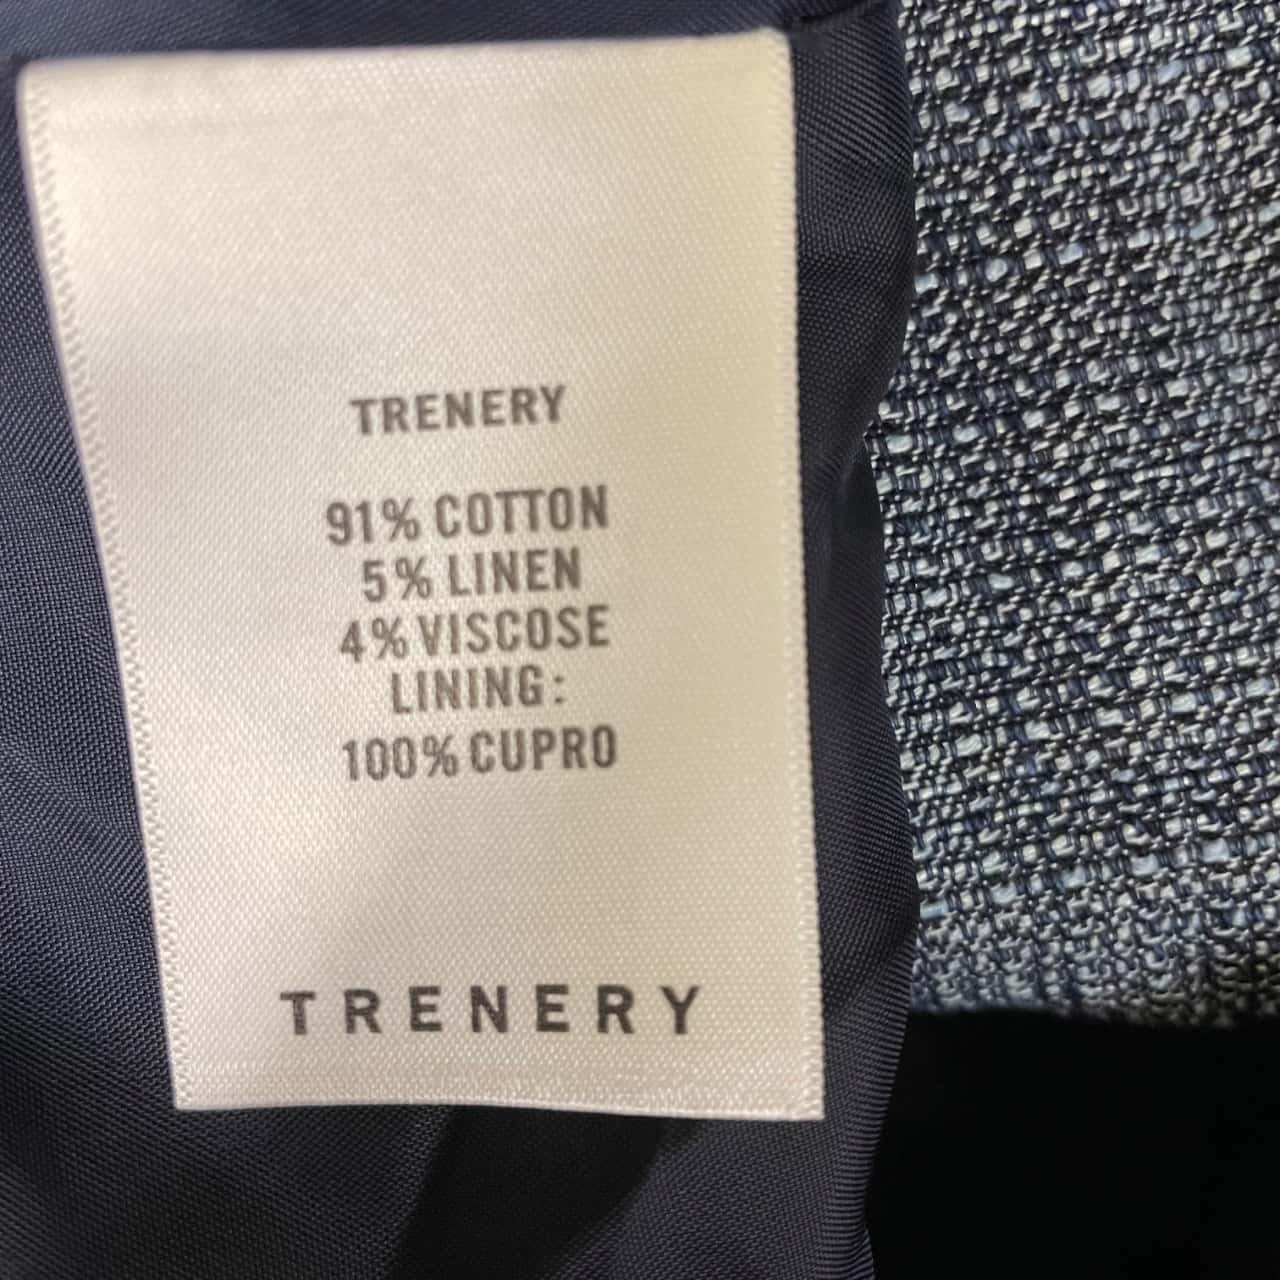 TRENERY
91% COTTON
5% LINEN
4% VISCOSE
LINING:
100% CUPRO
TRENERY